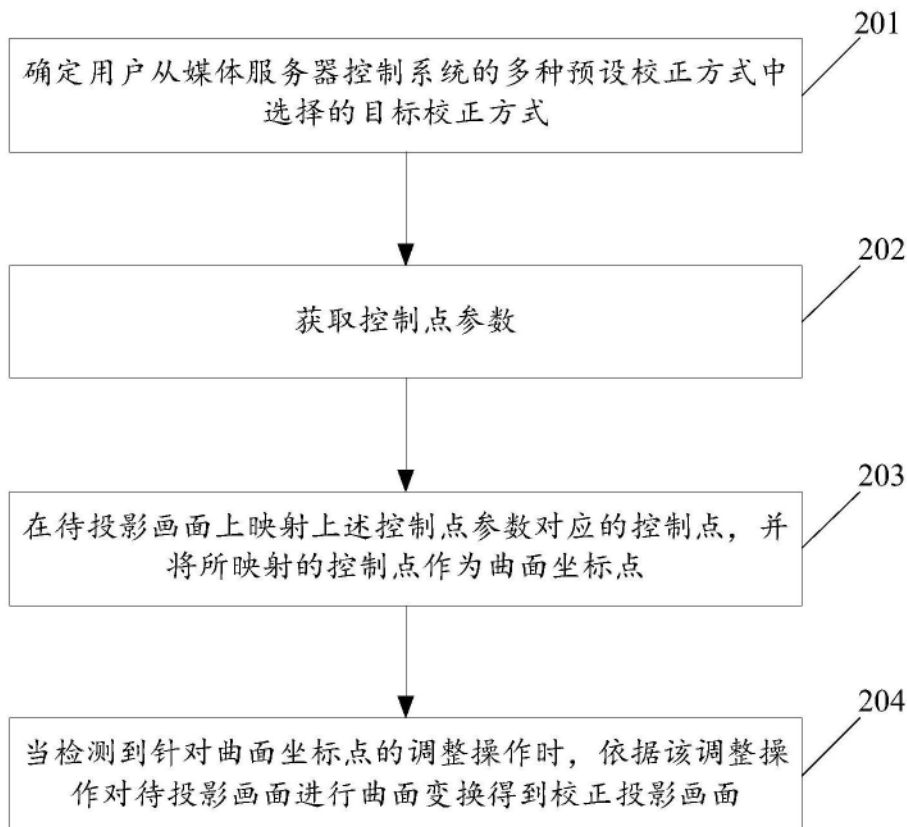 201
确定用户从媒体服务器控制系统的多种预设校正方式中
选择的目标校正方式
202
获取控制点参数
203
在待投影画面上映射上述控制点参数对应的控制点，并
将所映射的控制点作为曲面坐标点
204
当检测到针对曲面坐标点的调整操作时，依据该调整操
作对待投影画面进行曲面变换得到校正投影画面